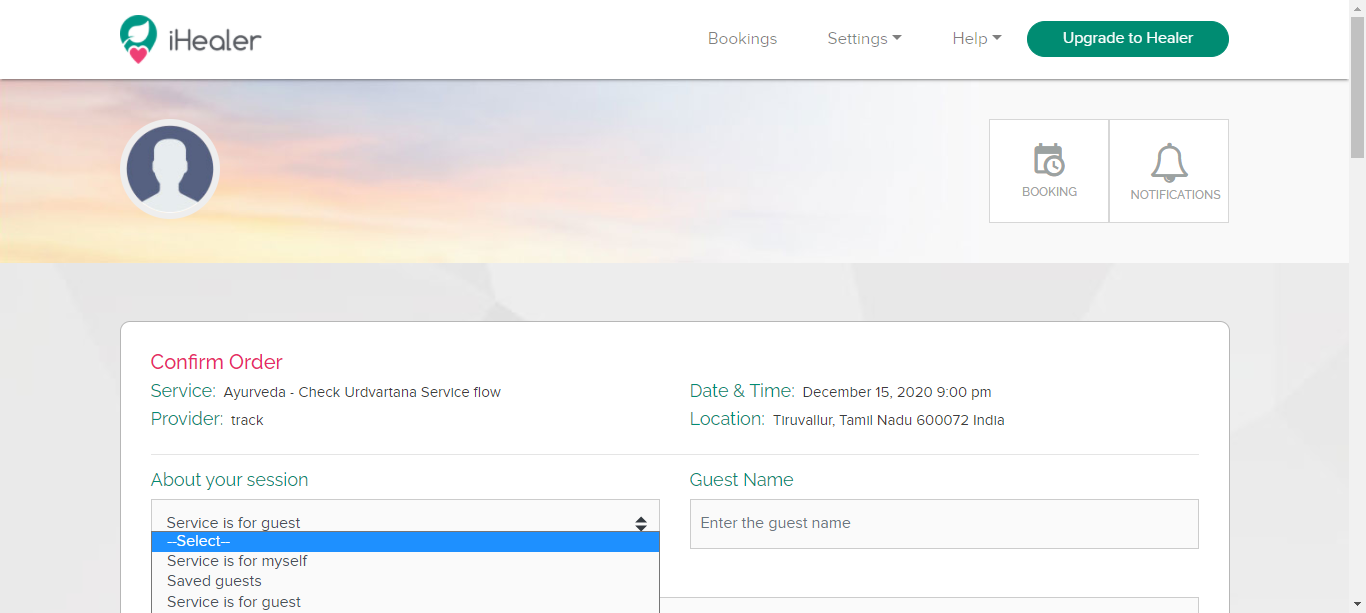 iHealer
Bookings
Settings
Help
Upgrade to Healer
BOOKING
NOTIFICATIONS
Confirm Order
Service: Ayurveda - Check Urdvartana Service flow
Date & Time: December 15, 2020 9:00 pm
Provider: track
Location: Tiruvallur, Tamil Nadu 600072 India
About your session
Guest Name
Service is for guest
Enter the guest name
--Select--
Service is for myself
Saved guests
Service is for guest